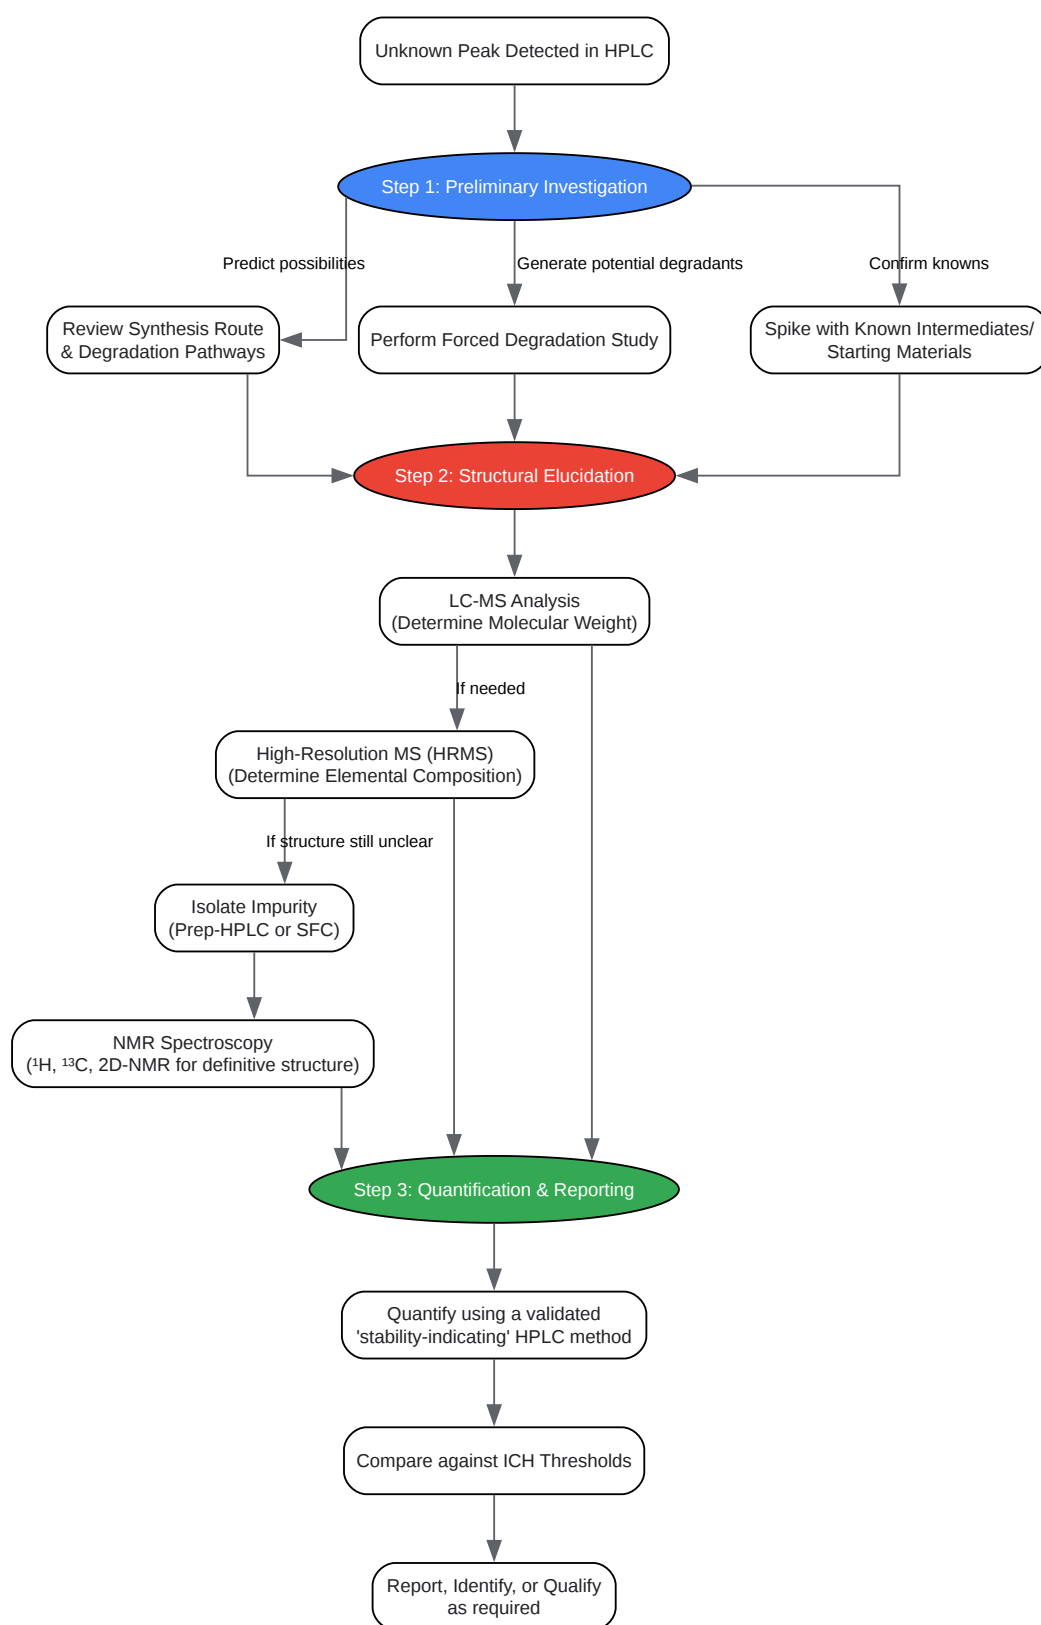 Unknown Peak Detected in HPLC
Step 1: Preliminary Investigation
Predict possibilities
Generate potential degradants
Confirm knowns
Review Synthesis Route
& Degradation Pathways
Perform Forced Degradation Study
Spike with Known Intermediates/
Starting Materials
Step 2: Structural Elucidation
LC-MS Analysis
(Determine Molecular Weight)
If needed
High-Resolution MS (HRMS)
(Determine Elemental Composition)
If structure still unclear
Isolate Impurity
(Prep-HPLC or SFC)
NMR Spectroscopy
(¹H, ¹³C, 2D-NMR for definitive structure)
Step 3: Quantification & Reporting
Quantify using a validated
'stability-indicating' HPLC method
Compare against ICH Thresholds
Report, Identify, or Qualify
as required